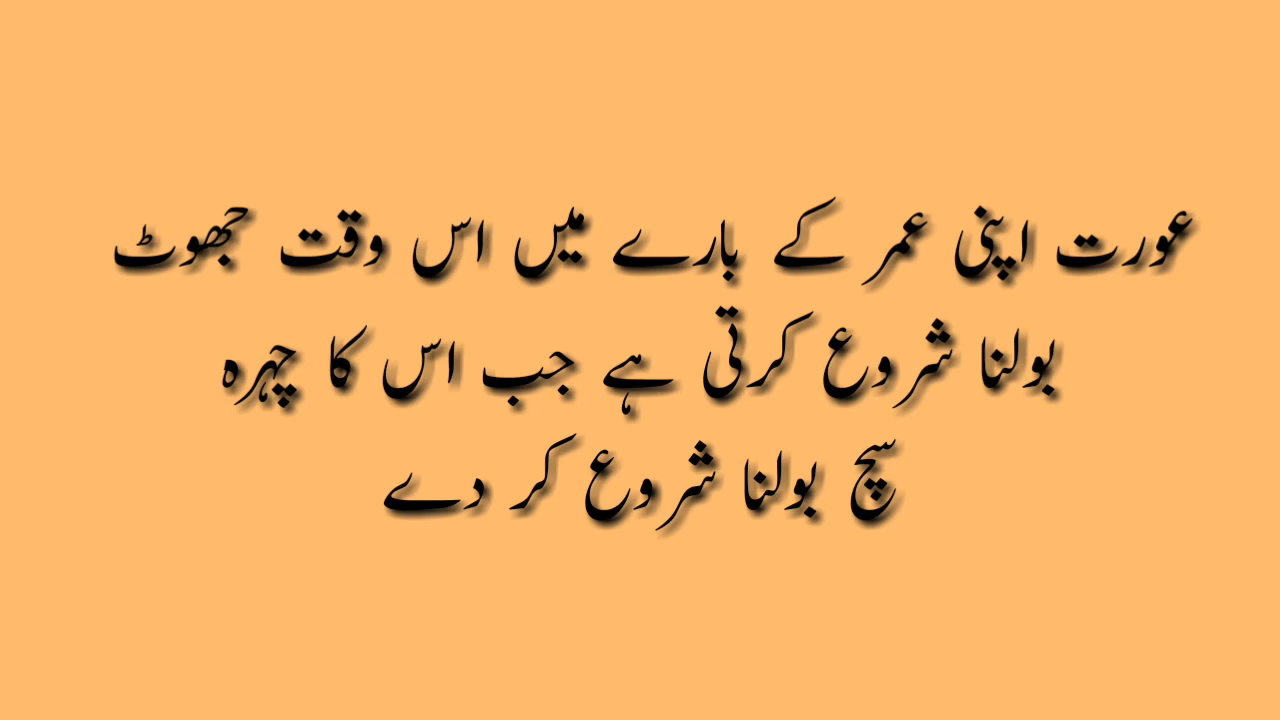 عورت اپنی عمر کے بارے میں اس وقت جھوٹ
بولنا شروع کرتی ہے جب اس کا چہرہ
سچ بولنا شروع کر دے